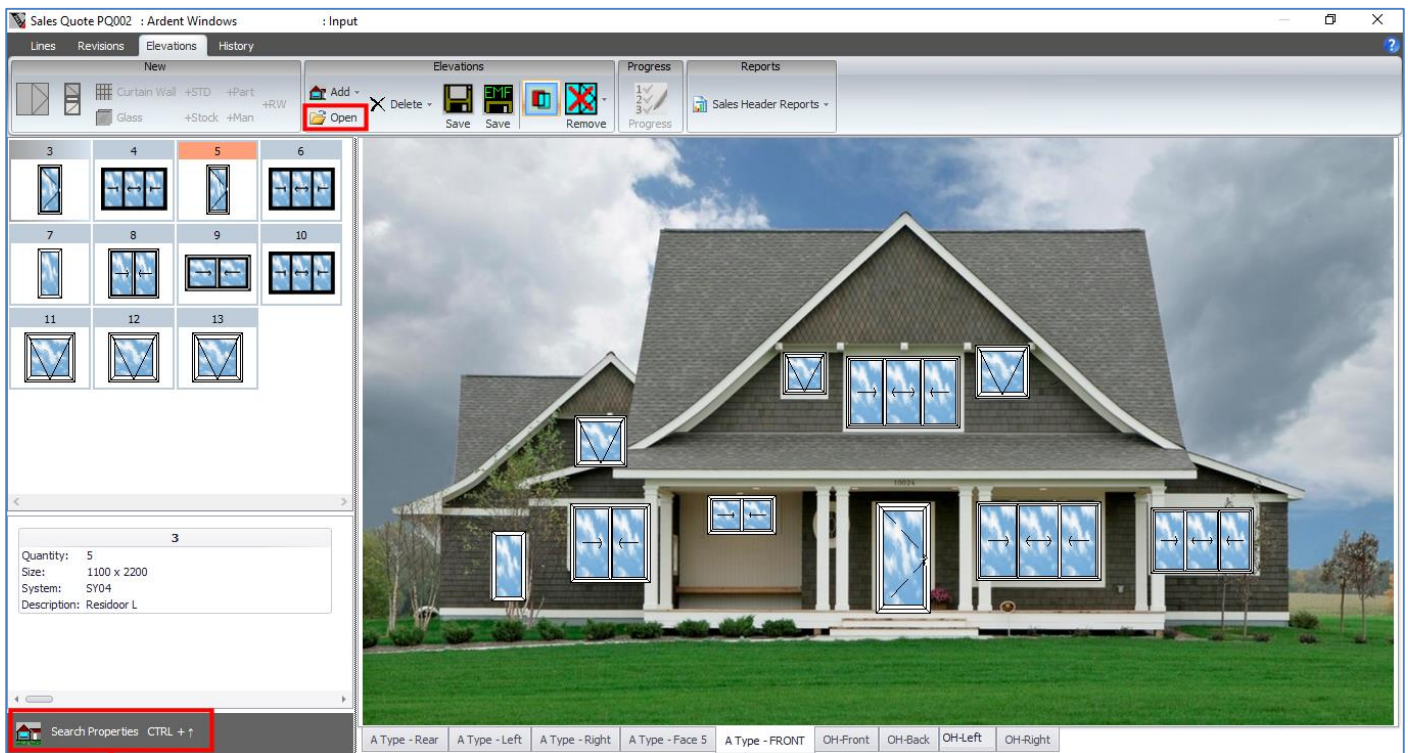 Sales Quote PQ002 : Ardent Windows : Input
Lines Revisions Elevations History
New Elevations Progress Reports
Curtain Wall +STD +Part
+RW
Glass +Stock +Man
Add
Open
Delete
EMF
Save Save
Remove
1
2
3
Progress
Sales Header Reports
3 4 5 6
7 8 9 10
11 12 13
10024
3
Quantity: 5
Size: 1100 x 2200
System: SY04
Description: Residoor L
Search Properties CTRL + ↑
A Type - Rear A Type - Left A Type - Right A Type - Face 5 A Type - FRONT OH-Front OH-Back OH-Left OH-Right